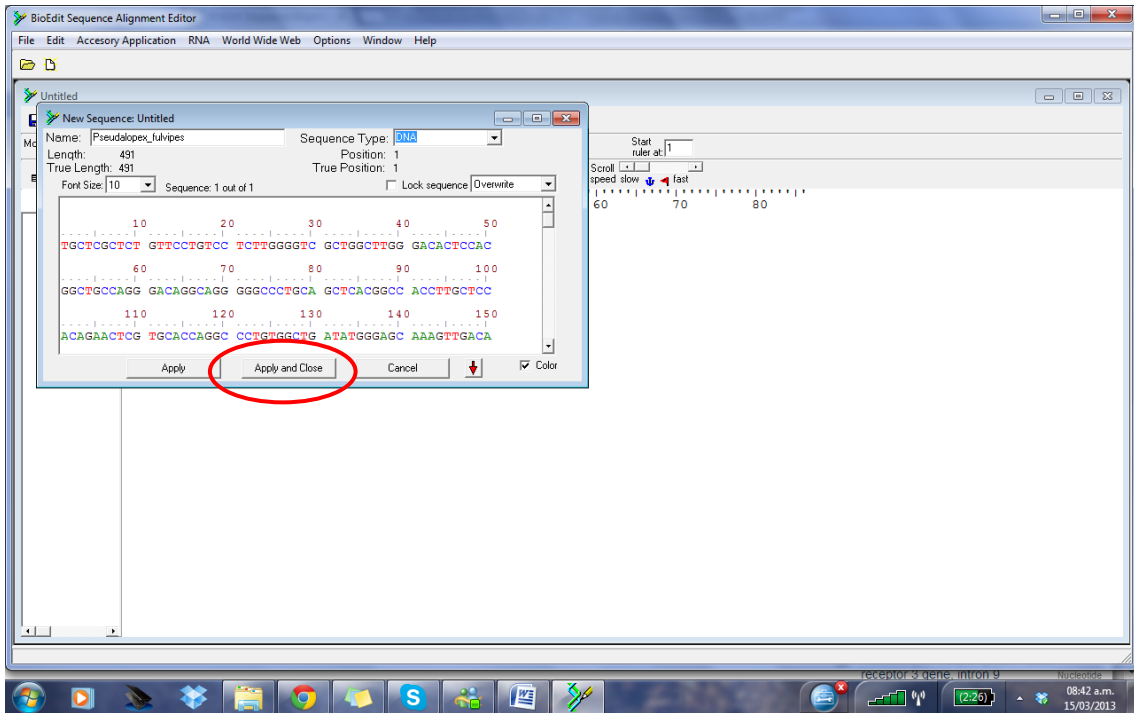 BioEdit Sequence Alignment Editor
File Edit Accesory Application RNA World Wide Web Options Window Help
Untitled
New Sequence: Untitled
Name: Pseudalopex_fulvipes Sequence Type: DNA
Length: 491 Position: 1
True Length: 491 True Position: 1
Font Size: 10 Sequence: 1 out of 1 Lock sequence Overwrite
10 20 30 40 50
TGCTCGCTCT GTTCCTGTCC TCTTGGGGTC GCTGGCTTGG GACACTCCAC
60 70 80 90 100
GGCTGCCAGG GACAGGCAGG GGGCCCTGCA GCTCACGGCC ACCTTGCTCC
110 120 130 140 150
ACAGAACTCG TGCACCAGGC CCTGTGGCTG ATATGGGAGC AAAGTTGACA
Apply Apply and Close Cancel Color
Mo
Start
ruler at: 1
Scroll
speed slow fast
60 70 80
receptor 3 gene, intron 9 Nucleotide
(2:26) 08:42 a.m.
15/03/2013